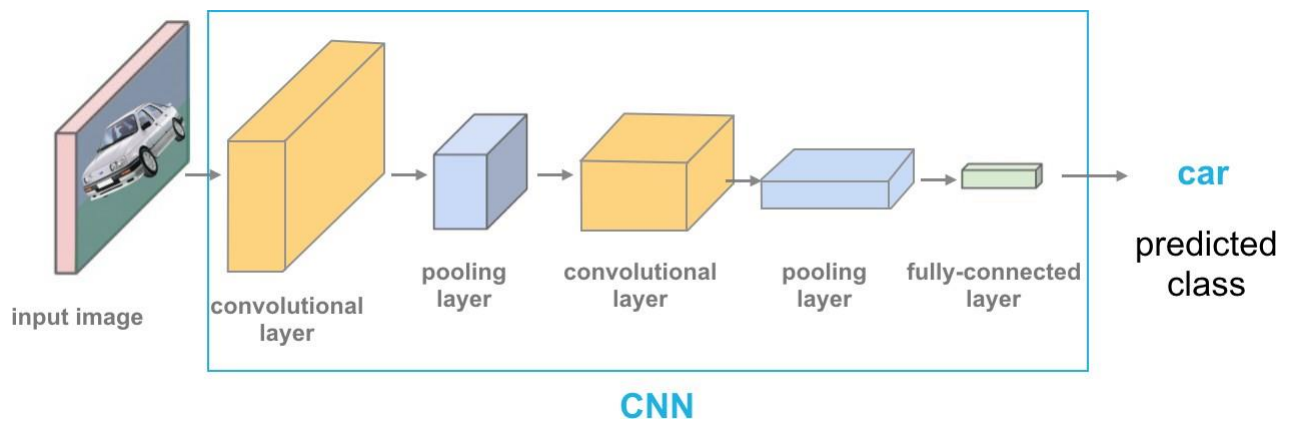 input image
convolutional
layer
pooling
layer
convolutional
layer
pooling
layer
fully-connected
layer
car
predicted
class
CNN